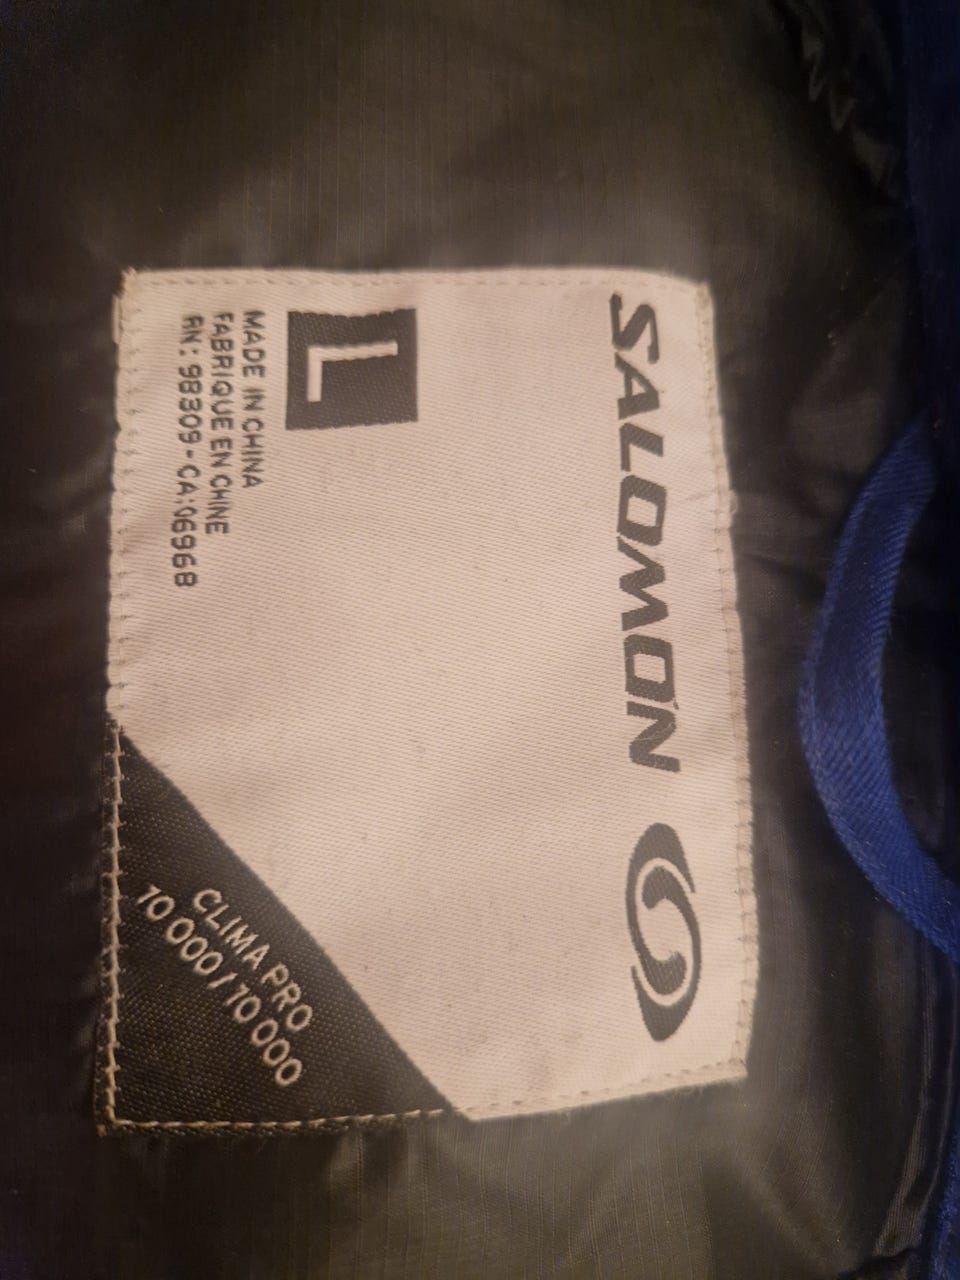 SALOMON
L
MADE IN CHINA
FABRIQUE EN CHINE
RN: 98309 - CA:06968
CLIMA PRO
10 000 / 10 000